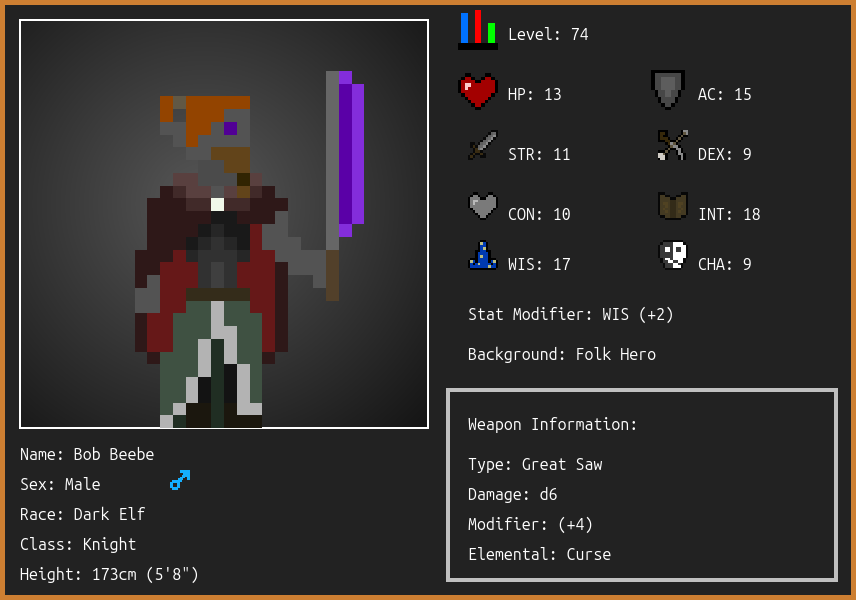 Level: 74
HP: 13
AC: 15
STR: 11
DEX: 9
CON: 10
INT: 18
WIS: 17
CHA: 9
Stat Modifier: WIS (+2)
Background: Folk Hero
Weapon Information:
Type: Great Saw
Damage: d6
Modifier: (+4)
Elemental: Curse
Name: Bob Beebe
Sex: Male
Race: Dark Elf
Class: Knight
Height: 173cm (5'8")